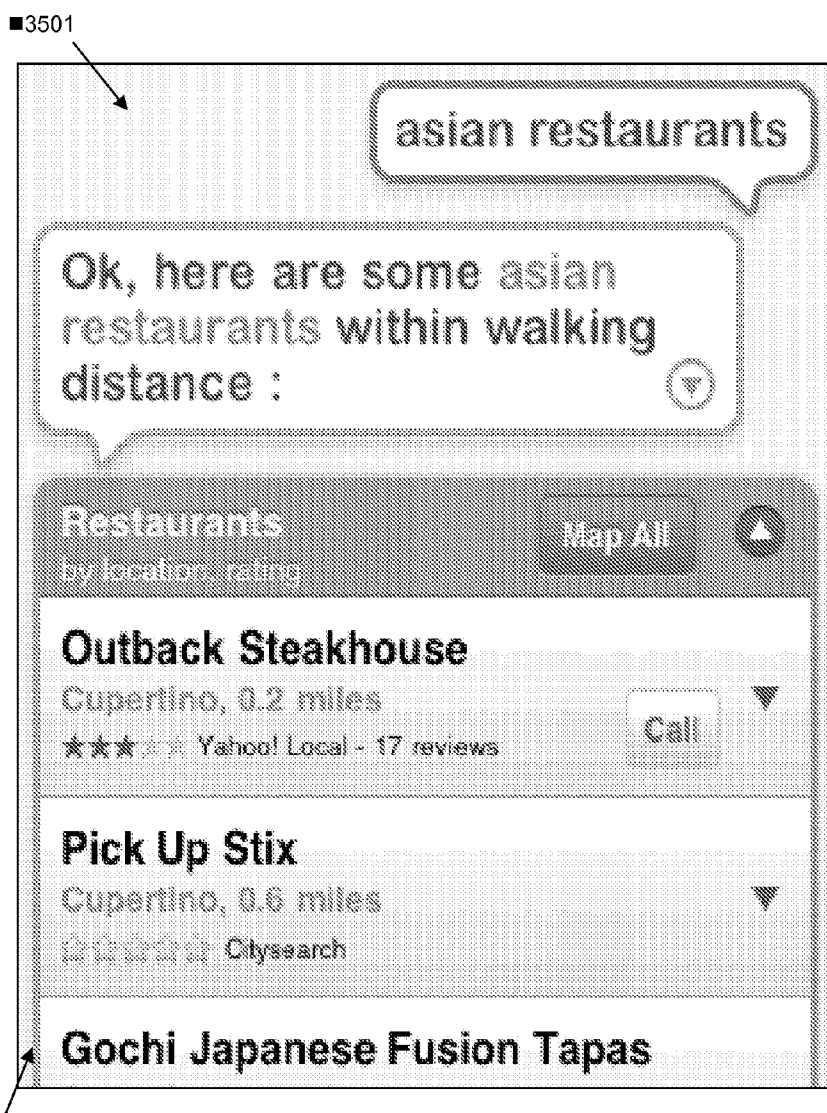 ■3501
asian restaurants
Ok, here are some asian
restaurants within walking
distance :
Restaurants
by location, rating
Map All
Outback Steakhouse
Cupertino, 0.2 miles
★★★☆☆ Yahoo! Local - 17 reviews
Call
Pick Up Stix
Cupertino, 0.6 miles
☆☆☆☆☆ Citysearch
Gochi Japanese Fusion Tapas